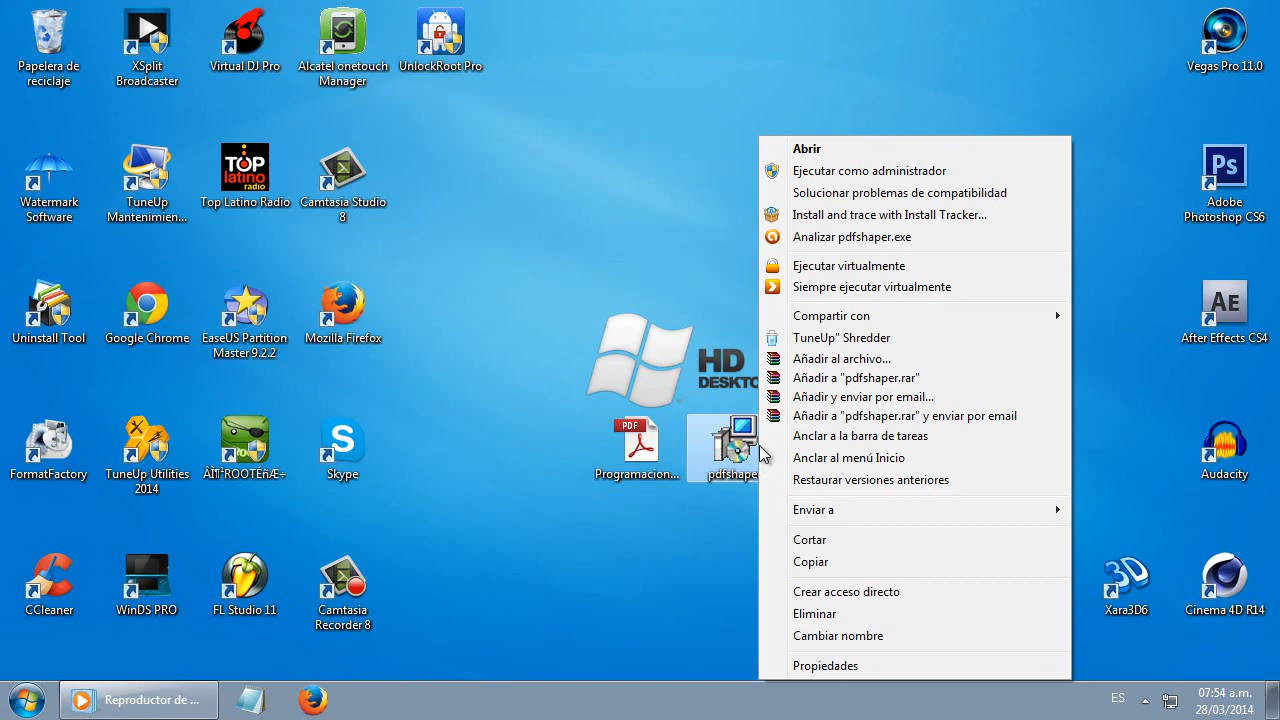 Papelera de
reciclaje
XSplit
Broadcaster
Virtual DJ Pro
Alcatel onetouch
Manager
UnlockRoot Pro
Vegas Pro 11.0
Watermark
Software
TuneUp
Mantenimien...
TOP
latino
radio
Top Latino Radio
Camtasia Studio
8
Ps
Adobe
Photoshop CS6
Uninstall Tool
Google Chrome
EaseUS Partition
Master 9.2.2
Mozilla Firefox
AE
After Effects CS4
HD
DESKTO
FormatFactory
TuneUp Utilities
2014
S
Skype
PDF
Programacion...
pdfshape
Audacity
CCleaner
WinDS PRO
FL Studio 11
Camtasia
Recorder 8
3D
Xara3D6
Cinema 4D R14
Abrir
Ejecutar como administrador
Solucionar problemas de compatibilidad
Install and trace with Install Tracker...
Analizar pdfshaper.exe
Ejecutar virtualmente
Siempre ejecutar virtualmente
Compartir con
TuneUp" Shredder
Añadir al archivo...
Añadir a "pdfshaper.rar"
Añadir y enviar por email...
Añadir a "pdfshaper.rar" y enviar por email
Anclar a la barra de tareas
Anclar al menú Inicio
Restaurar versiones anteriores
Enviar a
Cortar
Copiar
Crear acceso directo
Eliminar
Cambiar nombre
Propiedades
Reproductor de ...
ES
07:54 a.m.
28/03/2014